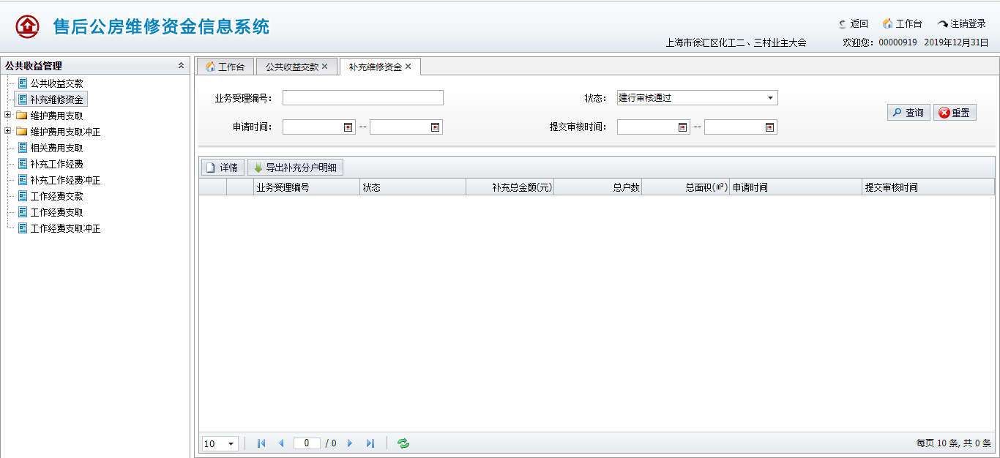 售后公房维修资金信息系统
返回 工作台 注销登录
上海市徐汇区化工二、三村业主大会 欢迎您: 00000919 2019年12月31日
公共收益管理
公共收益交款
补充维修资金
维护费用支取
维护费用支取冲正
相关费用支取
补充工作经费
补充工作经费冲正
工作经费交款
工作经费支取
工作经费支取冲正
工作台 公共收益交款 × 补充维修资金 ×
业务受理编号: 状态: 建行审核通过
查询 重置
申请时间: -- 提交审核时间: --
详情 导出补充分户明细
业务受理编号 状态 补充总金额(元) 总户数 总面积(㎡) 申请时间 提交审核时间
10 0 / 0 每页 10 条, 共 0 条